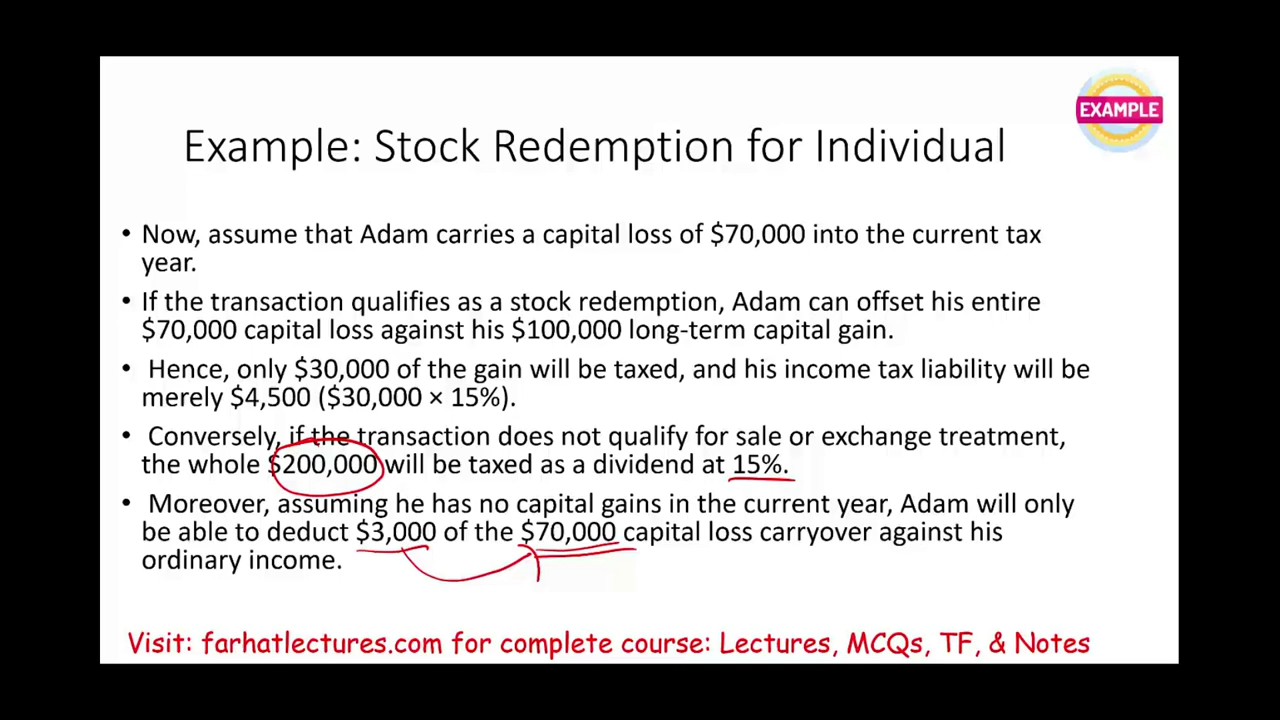 EXAMPLE
Example: Stock Redemption for Individual
• Now, assume that Adam carries a capital loss of $70,000 into the current tax
year.
• If the transaction qualifies as a stock redemption, Adam can offset his entire
$70,000 capital loss against his $100,000 long-term capital gain.
• Hence, only $30,000 of the gain will be taxed, and his income tax liability will be
merely $4,500 ($30,000 × 15%).
• Conversely, if the transaction does not qualify for sale or exchange treatment,
the whole $200,000 will be taxed as a dividend at 15%.
• Moreover, assuming he has no capital gains in the current year, Adam will only
be able to deduct $3,000 of the $70,000 capital loss carryover against his
ordinary income.
Visit: farhatlectures.com for complete course: Lectures, MCQs, TF, & Notes